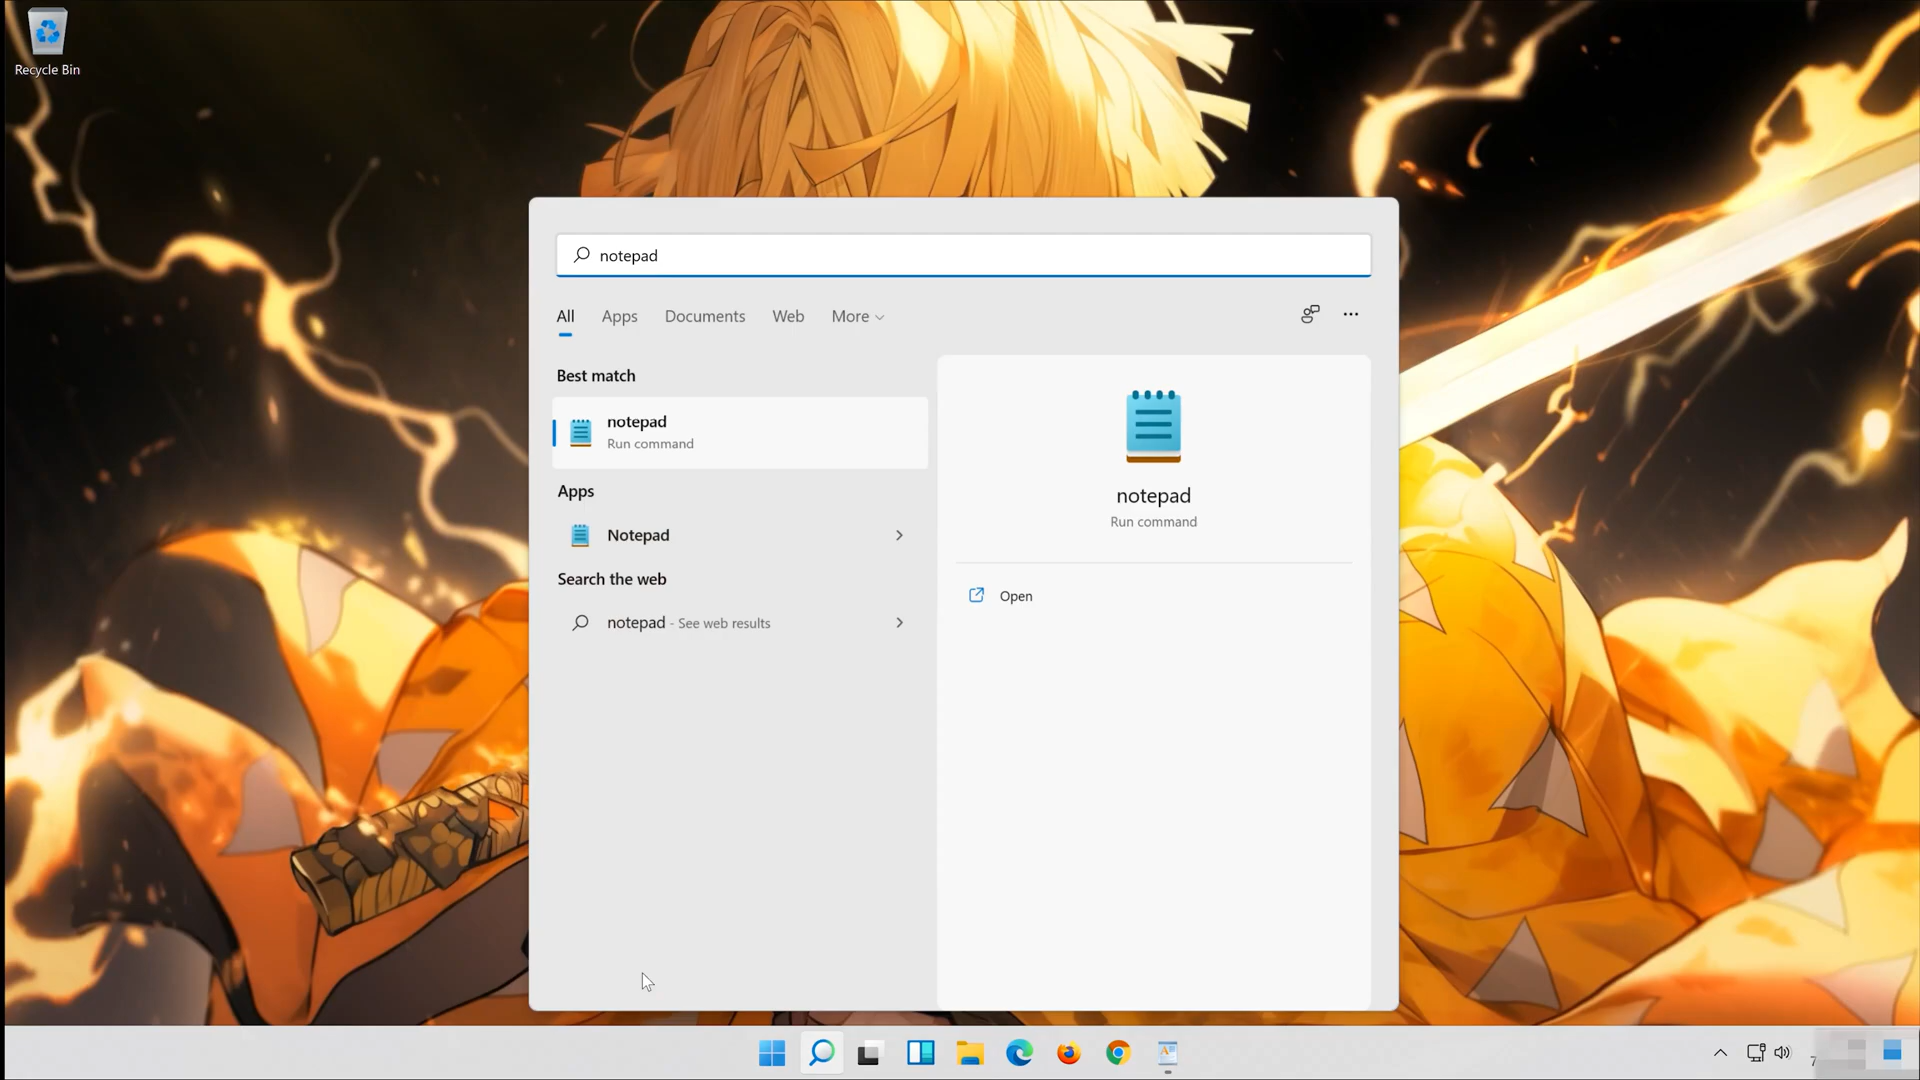 Recycle Bin
notepad
All Apps Documents Web More
Best match
notepad
Run command
Apps
Notepad
Search the web
notepad - See web results
notepad
Run command
Open